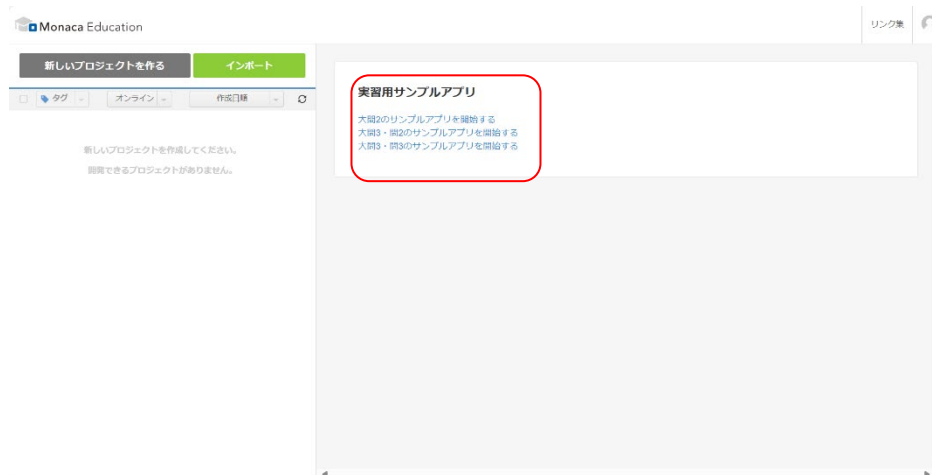 Monaca Education
リンク集
新しいプロジェクトを作る
インポート
タグ
オンライン
作成日順
新しいプロジェクトを作成してください。
開発できるプロジェクトがありません。
実習用サンプルアプリ
大問2のサンプルアプリを開始する
大問3・問2のサンプルアプリを開始する
大問3・問3のサンプルアプリを開始する